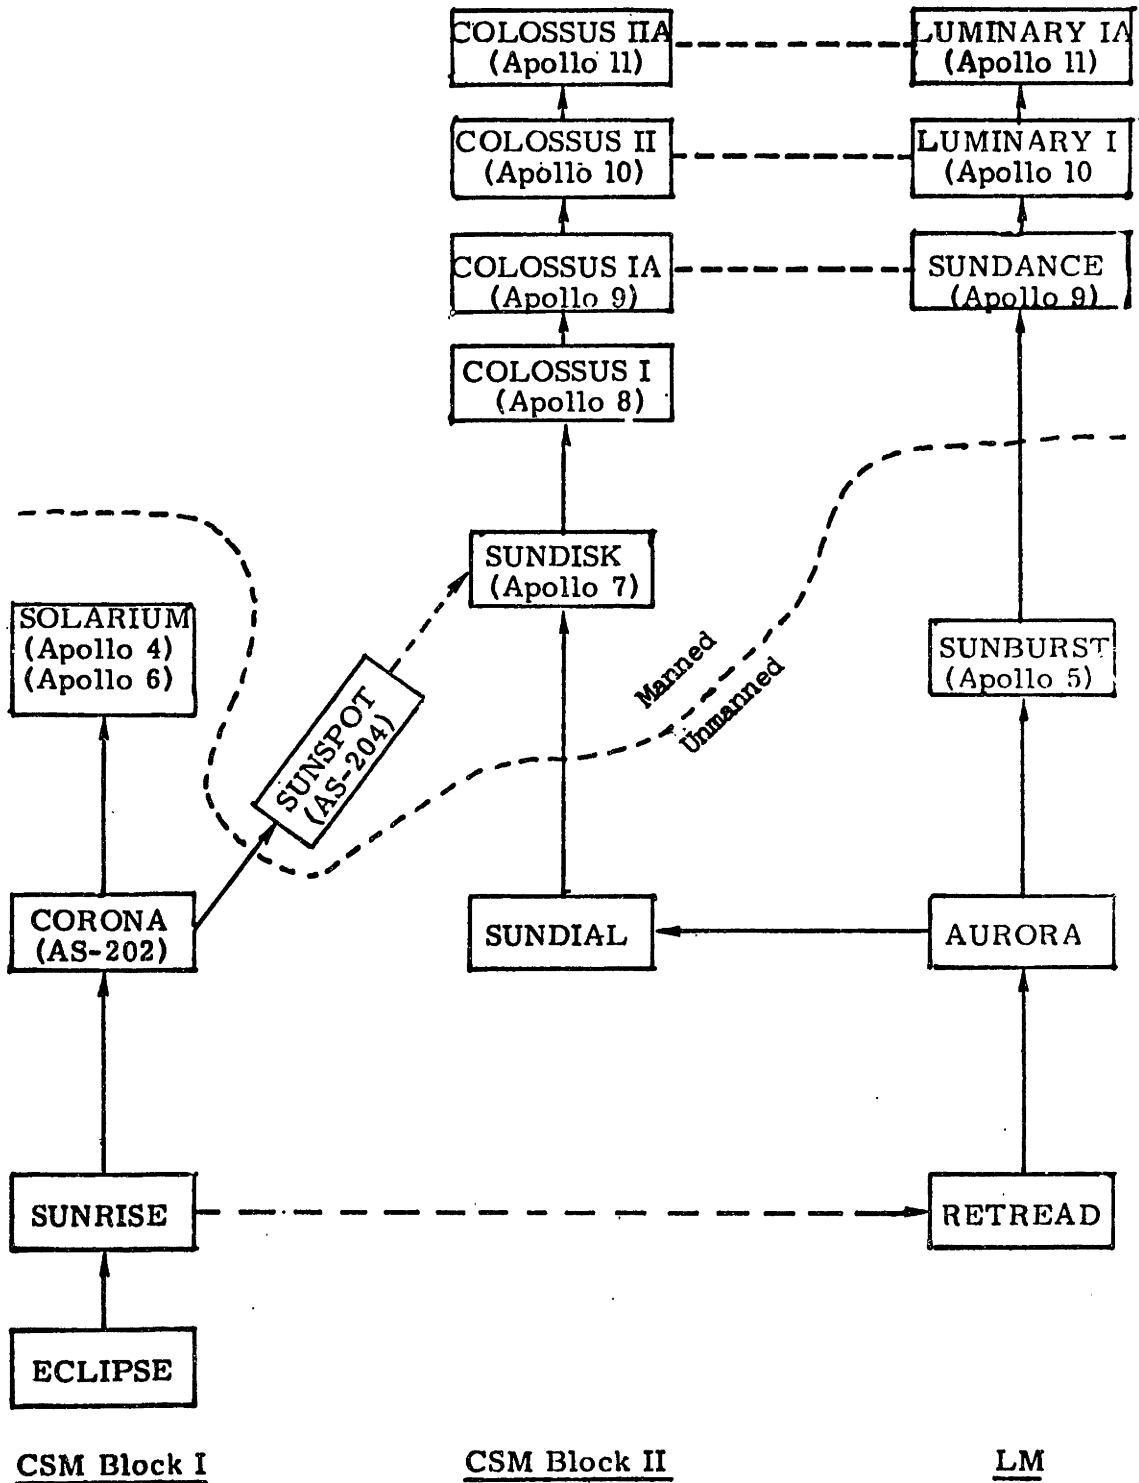 COLOSSUS IIA
(Apollo 11)
LUMINARY IA
(Apollo 11)
COLOSSUS II
(Apollo 10)
LUMINARY I
(Apollo 10
COLOSSUS IA
(Apollo 9)
SUNDANCE
(Apollo 9)
COLOSSUS I
(Apollo 8)
SUNDISK
(Apollo 7)
SOLARIUM
(Apollo 4)
(Apollo 6)
SUNSPOT
(AS-204)
Manned
Unmanned
SUNBURST
(Apollo 5)
CORONA
(AS-202)
SUNDIAL
AURORA
SUNRISE
RETREAD
ECLIPSE
CSM Block I
CSM Block II
LM